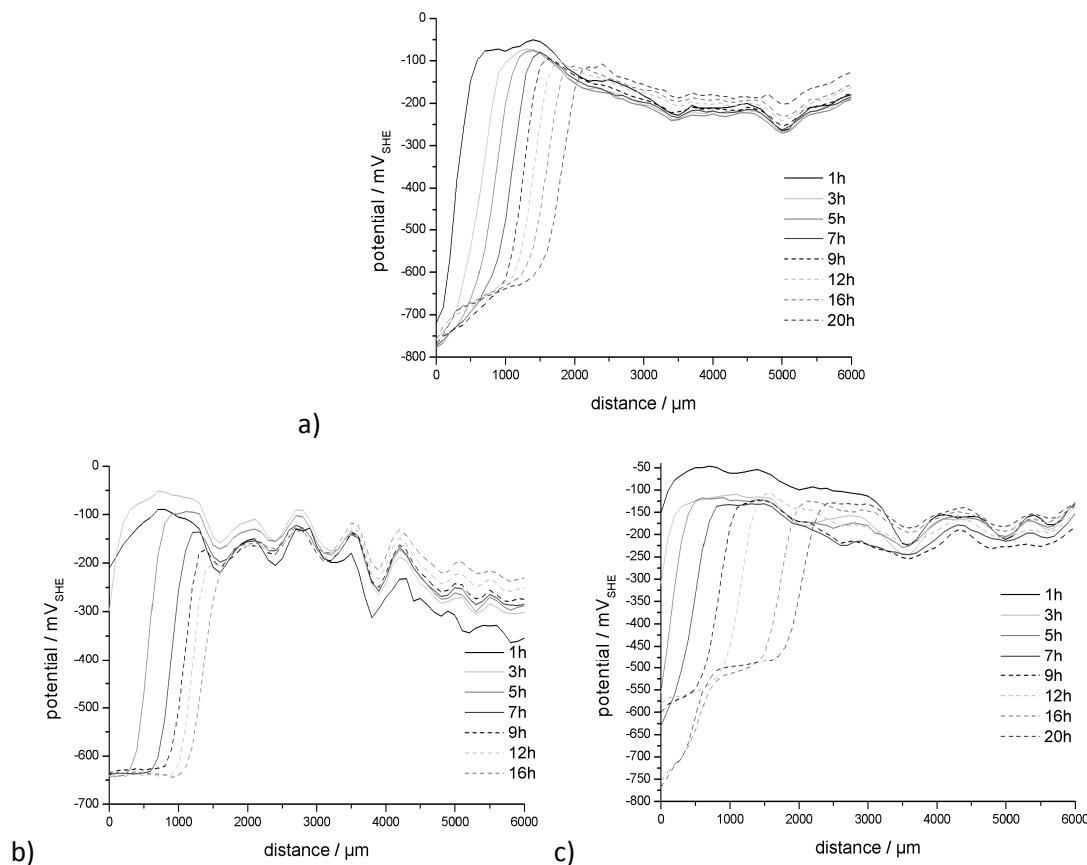 0
-100
-200
-300
-400
-500
-600
-700
-800
potential / mV_SHE
0 1000 2000 3000 4000 5000 6000
distance / µm
1h
3h
5h
7h
9h
12h
16h
20h
a)
0
-100
-200
-300
-400
-500
-600
-700
potential / mV_SHE
0 1000 2000 3000 4000 5000 6000
distance / µm
1h
3h
5h
7h
9h
12h
16h
b)
-50
-100
-150
-200
-250
-300
-350
-400
-450
-500
-550
-600
-650
-700
-750
-800
potential / mV_SHE
0 1000 2000 3000 4000 5000 6000
distance / µm
1h
3h
5h
7h
9h
12h
16h
20h
c)